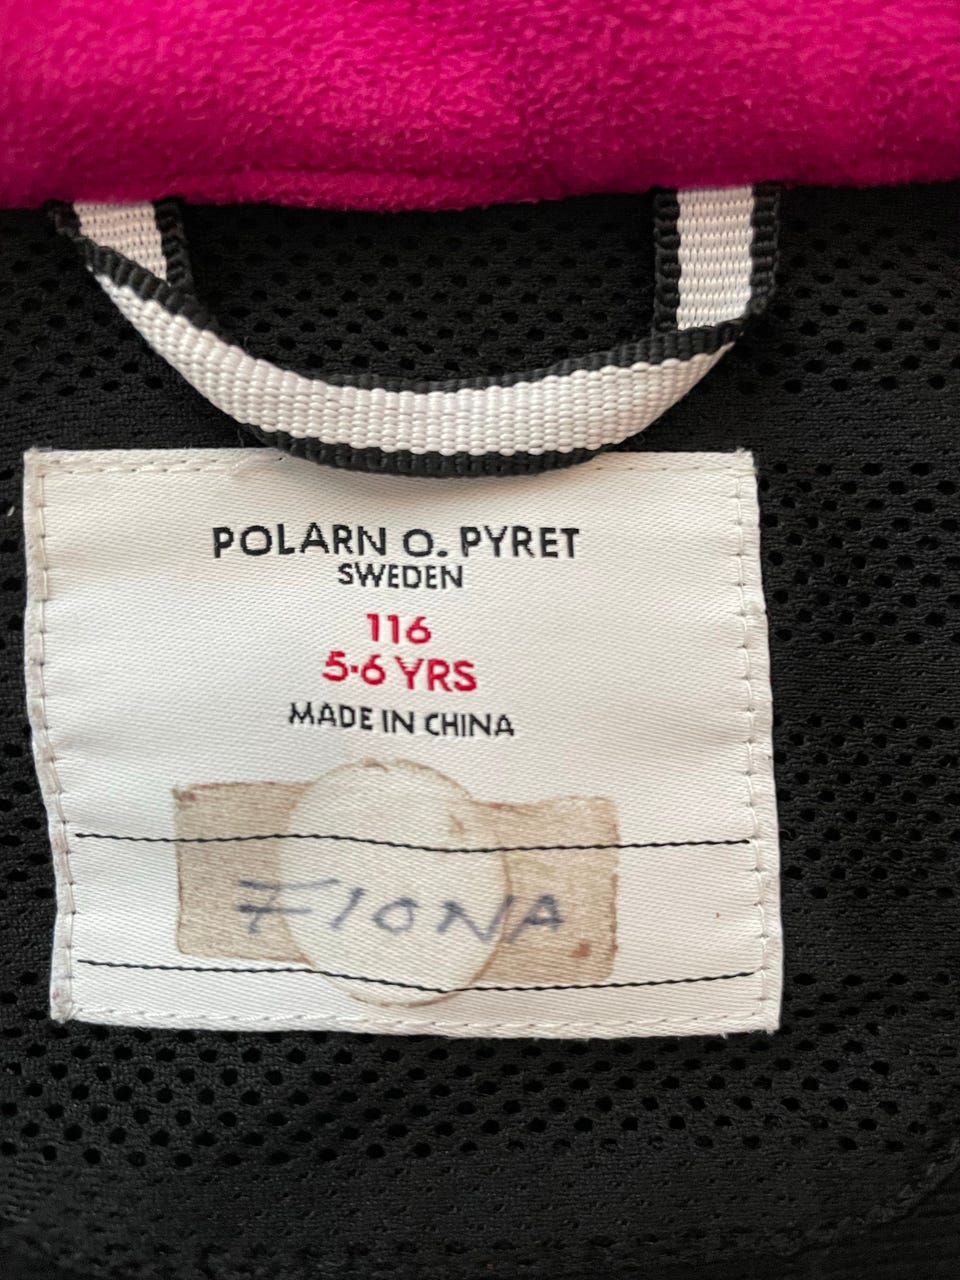 POLARN O. PYRET
SWEDEN
116
5-6 YRS
MADE IN CHINA
FIONA